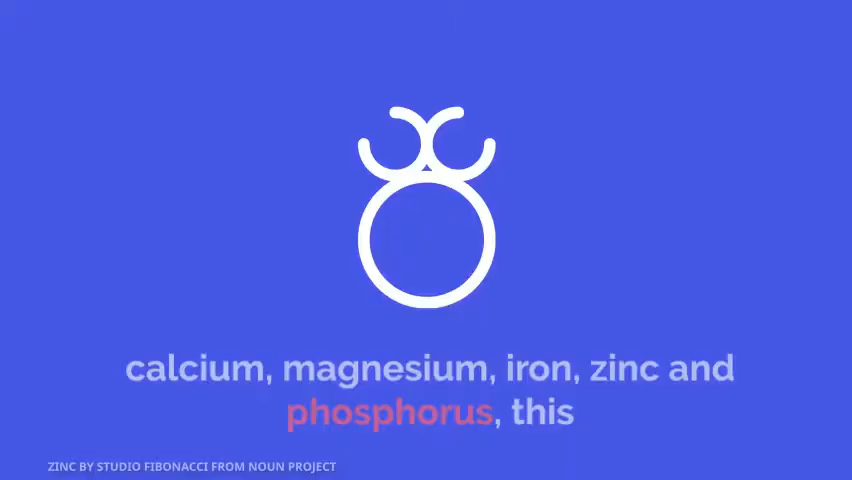 calcium, magnesium, iron, zinc and
phosphorus, this
ZINC BY STUDIO FIBONACCI FROM NOUN PROJECT